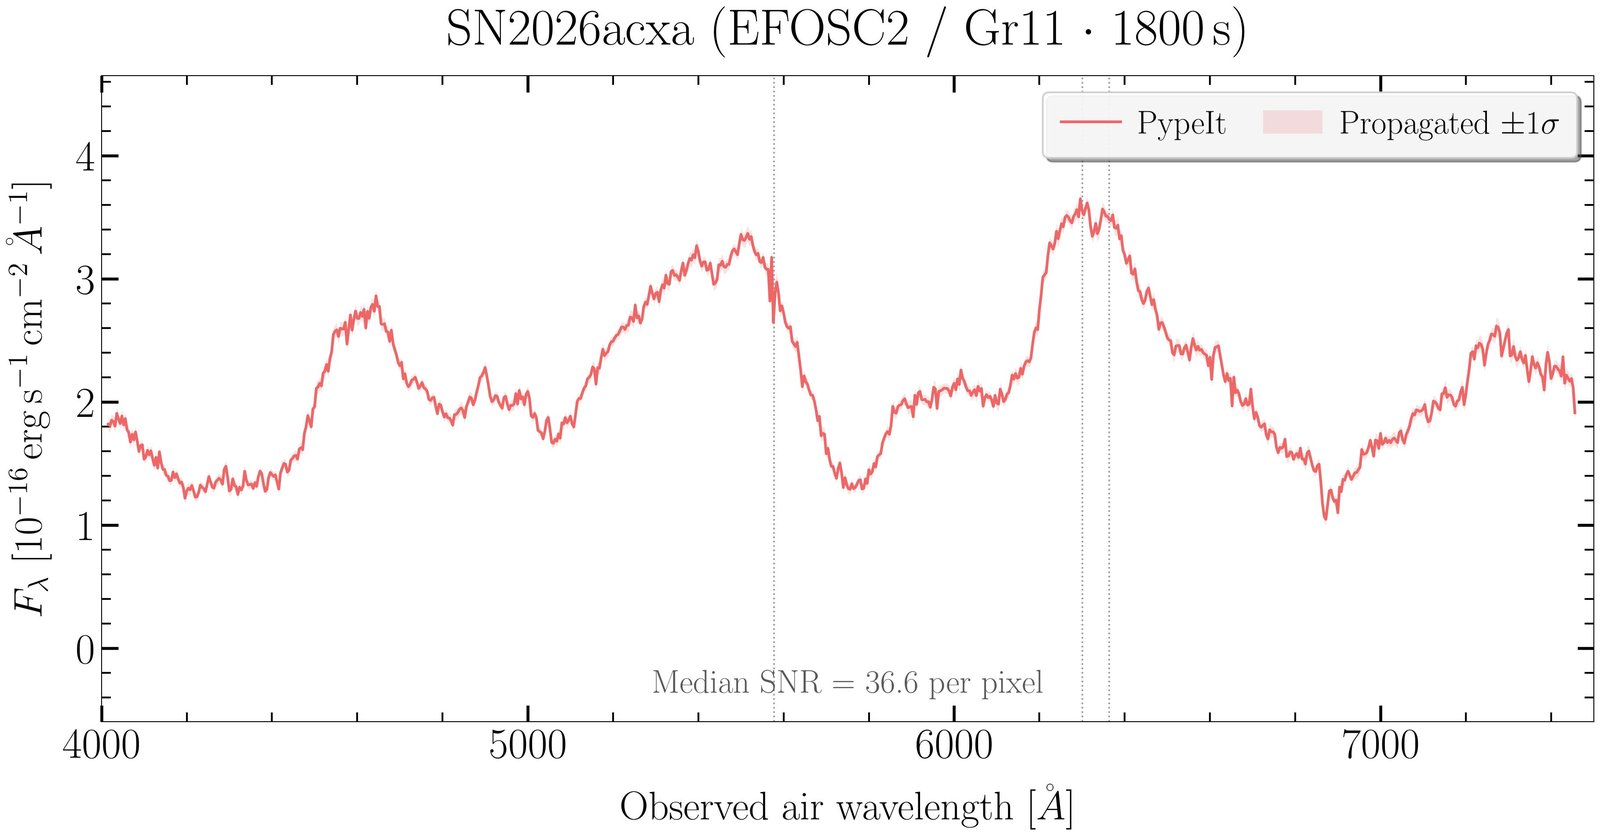 SN2026acxa (EFOSC2 / Gr11 · 1800 s)
PypeIt
Propagated ±1σ
F_λ [10⁻¹⁶ erg s⁻¹ cm⁻² Å⁻¹]
4
3
2
1
0
Median SNR = 36.6 per pixel
4000 5000 6000 7000
Observed air wavelength [Å]